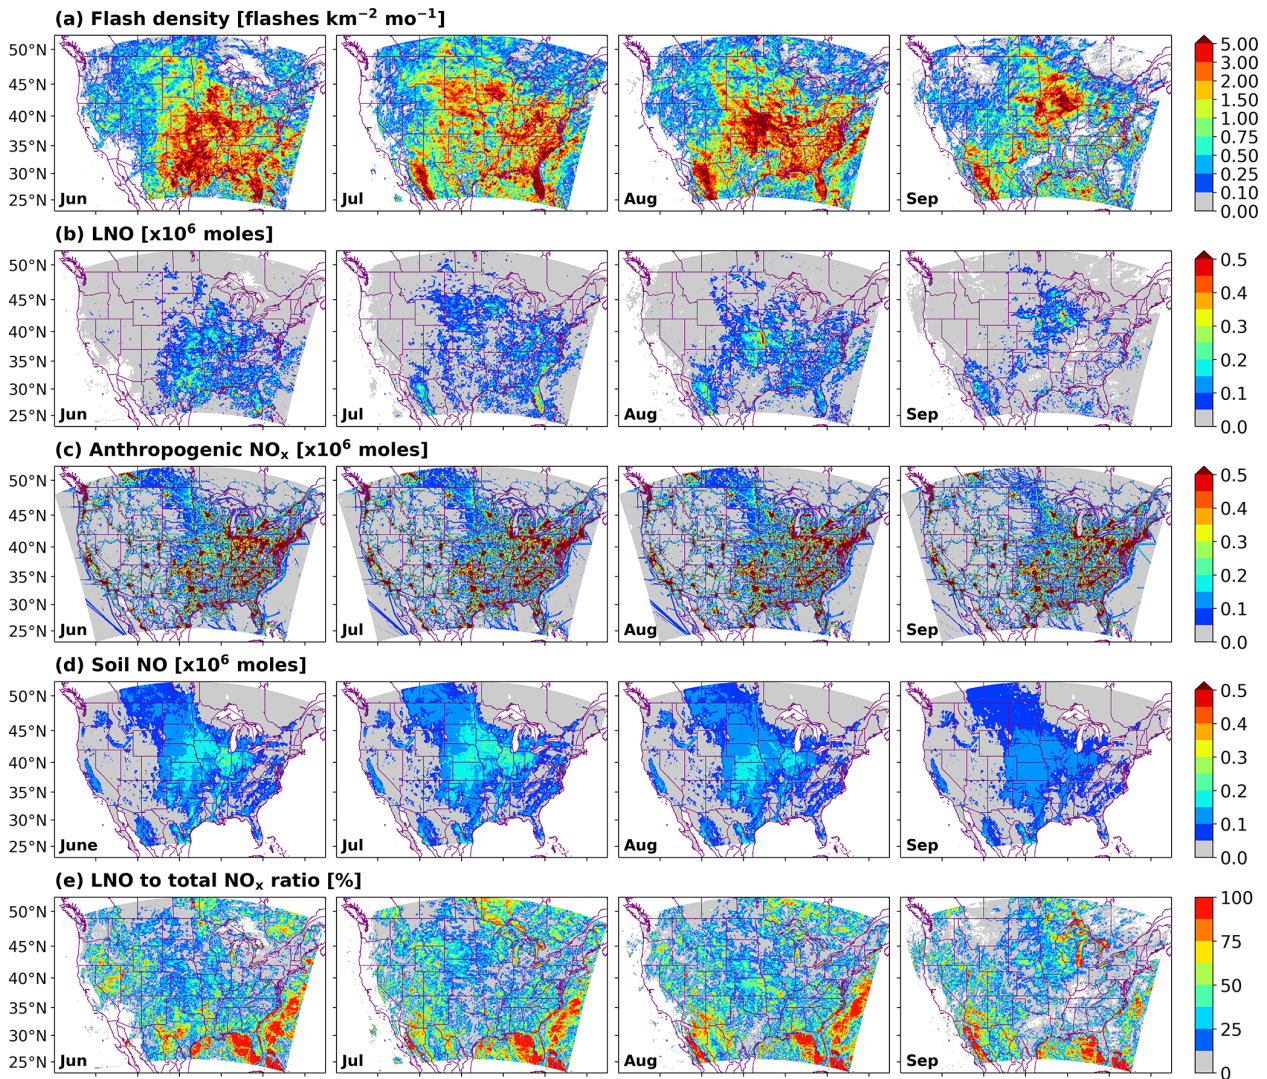 (a) Flash density [flashes km⁻² mo⁻¹]
50°N
45°N
40°N
35°N
30°N
25°N
Jun
Jul
Aug
Sep
5.00
3.00
2.00
1.50
1.00
0.75
0.50
0.25
0.10
0.00
(b) LNO [x10⁶ moles]
50°N
45°N
40°N
35°N
30°N
25°N
Jun
Jul
Aug
Sep
0.5
0.4
0.3
0.2
0.1
0.0
(c) Anthropogenic NOₓ [x10⁶ moles]
50°N
45°N
40°N
35°N
30°N
25°N
Jun
Jul
Aug
Sep
0.5
0.4
0.3
0.2
0.1
0.0
(d) Soil NO [x10⁶ moles]
50°N
45°N
40°N
35°N
30°N
25°N
June
Jul
Aug
Sep
0.5
0.4
0.3
0.2
0.1
0.0
(e) LNO to total NOₓ ratio [%]
50°N
45°N
40°N
35°N
30°N
25°N
Jun
Jul
Aug
Sep
100
75
50
25
0